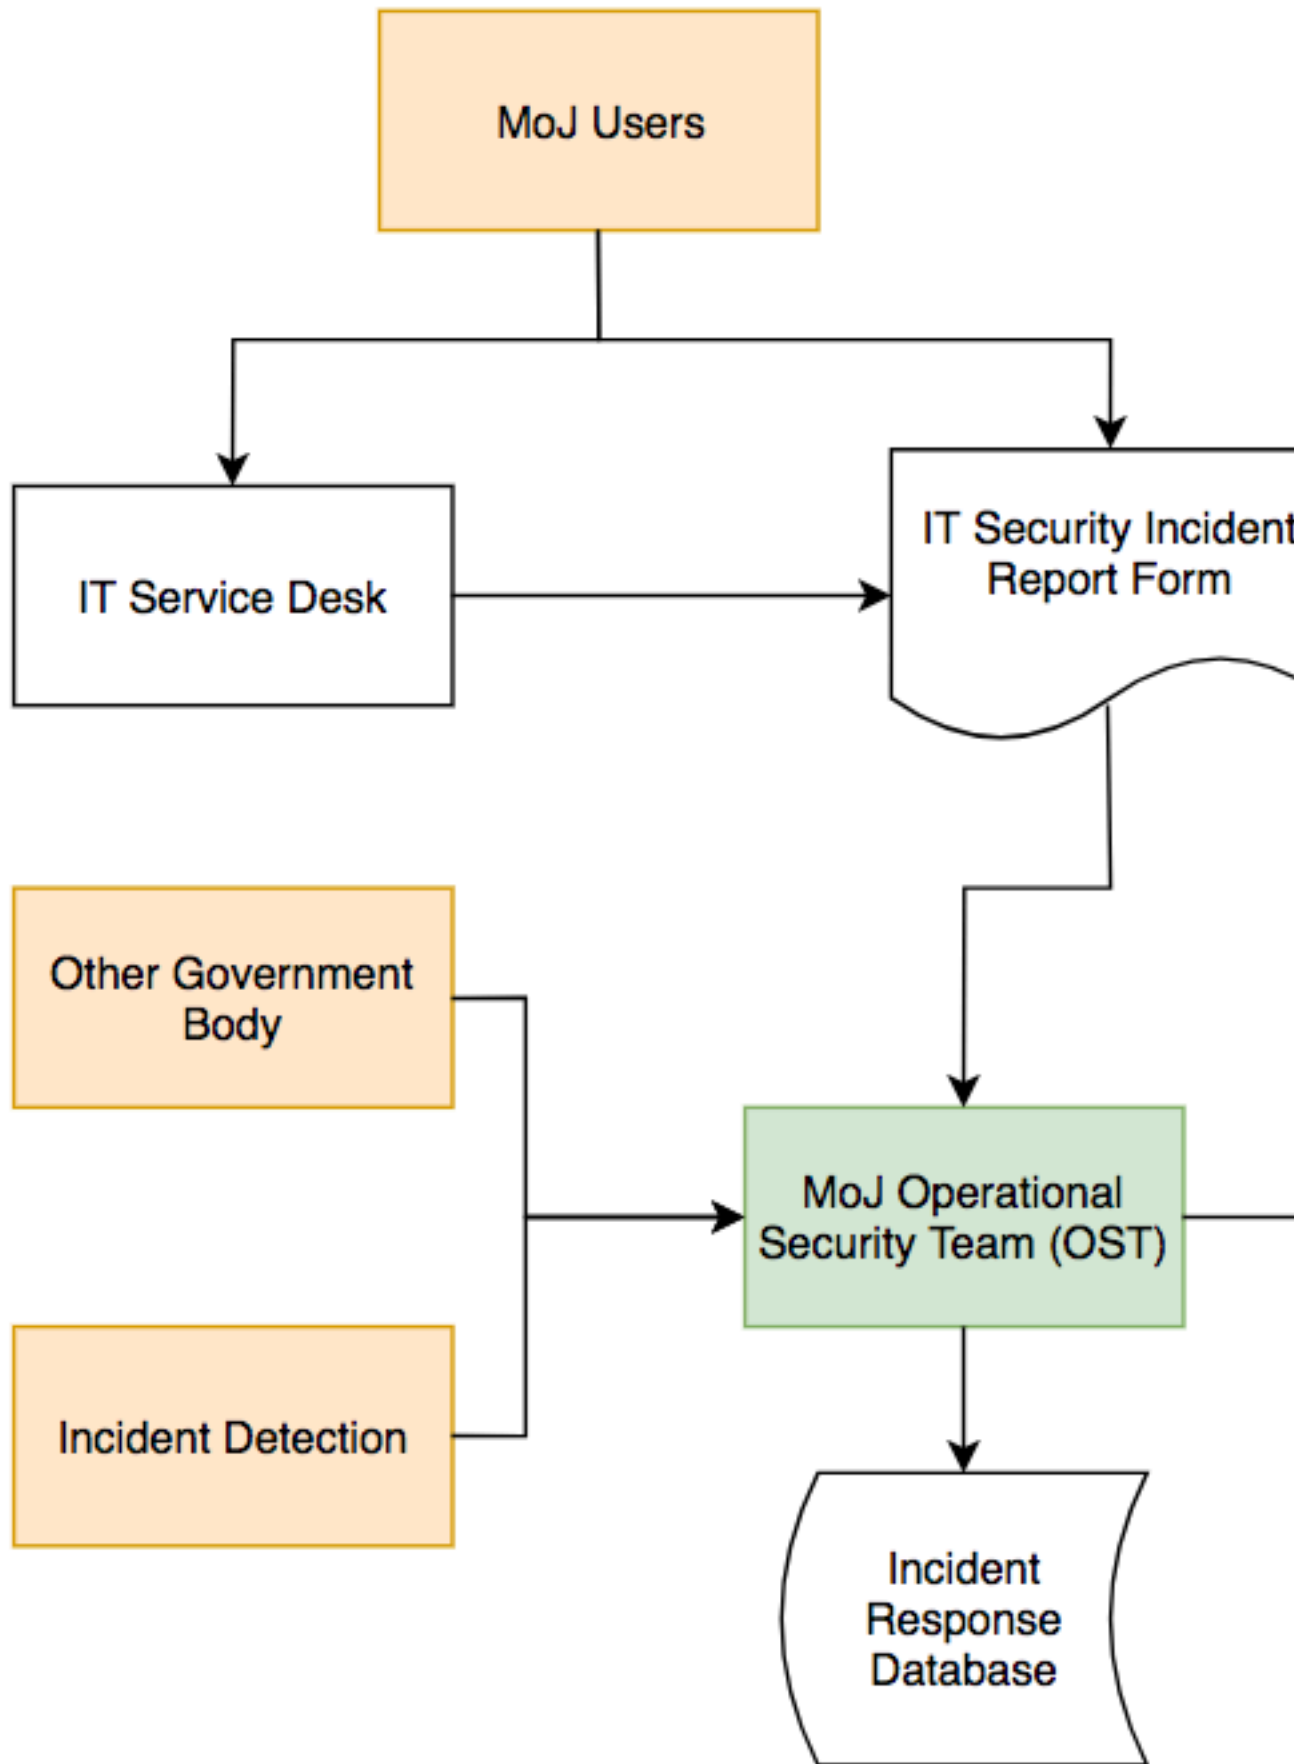 MoJ Users
IT Service Desk
IT Security Incident
Report Form
Other Government
Body
MoJ Operational
Security Team (OST)
Incident Detection
Incident
Response
Database